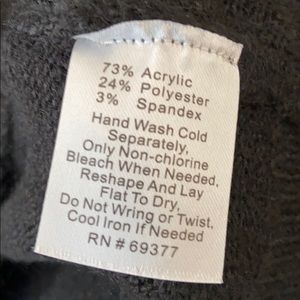 73% Acrylic
24% Polyester
3% Spandex
Hand Wash Cold
Separately,
Only Non-chlorine
Bleach When Needed,
Reshape And Lay
Flat To Dry,
Do Not Wring or Twist,
Cool Iron If Needed
RN # 69377